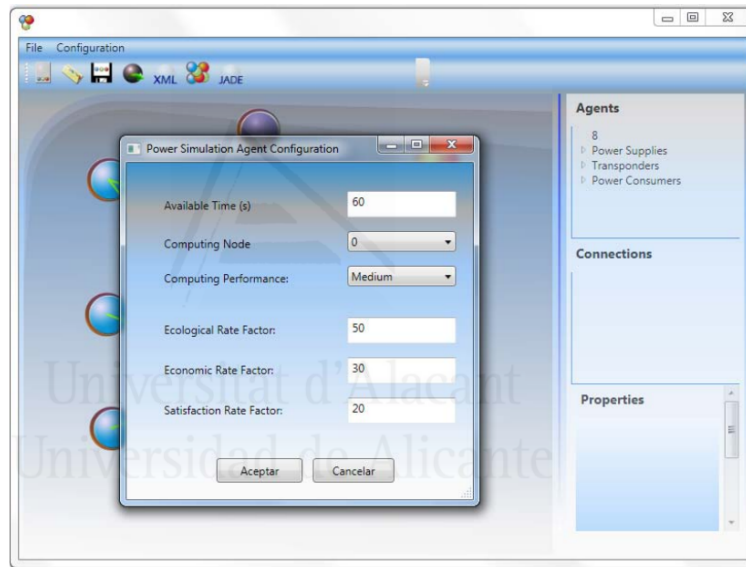 File Configuration
XML JADE
Agents
8
Power Supplies
Transponders
Power Consumers
Connections
Properties
Power Simulation Agent Configuration
Available Time (s) 60
Computing Node 0
Computing Performance: Medium
Ecological Rate Factor: 50
Economic Rate Factor: 30
Satisfaction Rate Factor: 20
Aceptar Cancelar
Universitat d'Alacant
Universidad de Alicante